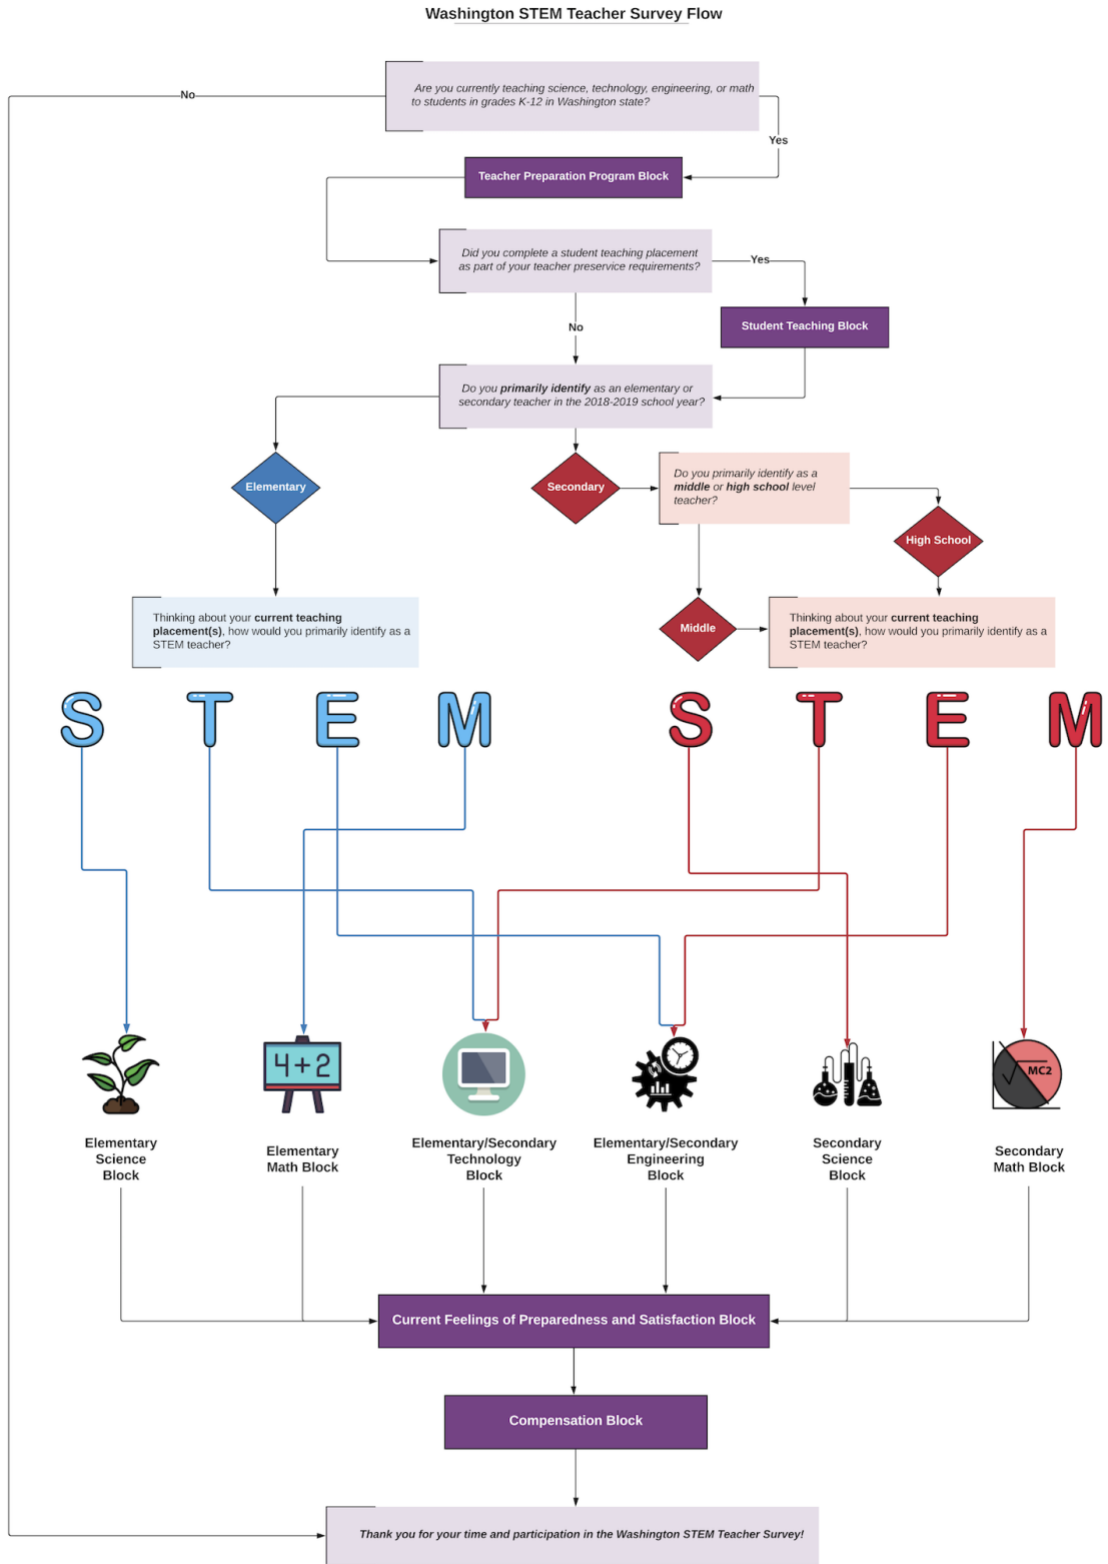 Washington STEM Teacher Survey Flow
Are you currently teaching science, technology, engineering, or math
to students in grades K-12 in Washington state?
No
Yes
Teacher Preparation Program Block
Did you complete a student teaching placement
as part of your teacher preservice requirements?
Yes
No
Student Teaching Block
Do you primarily identify as an elementary or
secondary teacher in the 2018-2019 school year?
Elementary
Secondary
Do you primarily identify as a
middle or high school level
teacher?
High School
Middle
Thinking about your current teaching
placement(s), how would you primarily identify as a
STEM teacher?
Thinking about your current teaching
placement(s), how would you primarily identify as a
STEM teacher?
S T E M
S T E M
4+2
MC2
Elementary
Science
Block
Elementary
Math Block
Elementary/Secondary
Technology
Block
Elementary/Secondary
Engineering
Block
Secondary
Science
Block
Secondary
Math Block
Current Feelings of Preparedness and Satisfaction Block
Compensation Block
Thank you for your time and participation in the Washington STEM Teacher Survey!